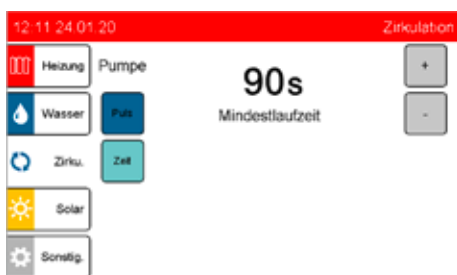 12:11 24.01.20 Zirkulation
Heizung Pumpe 90s +
Wasser Puls Mindestlaufzeit -
Zirku. Zeit
Solar
Sonstig.